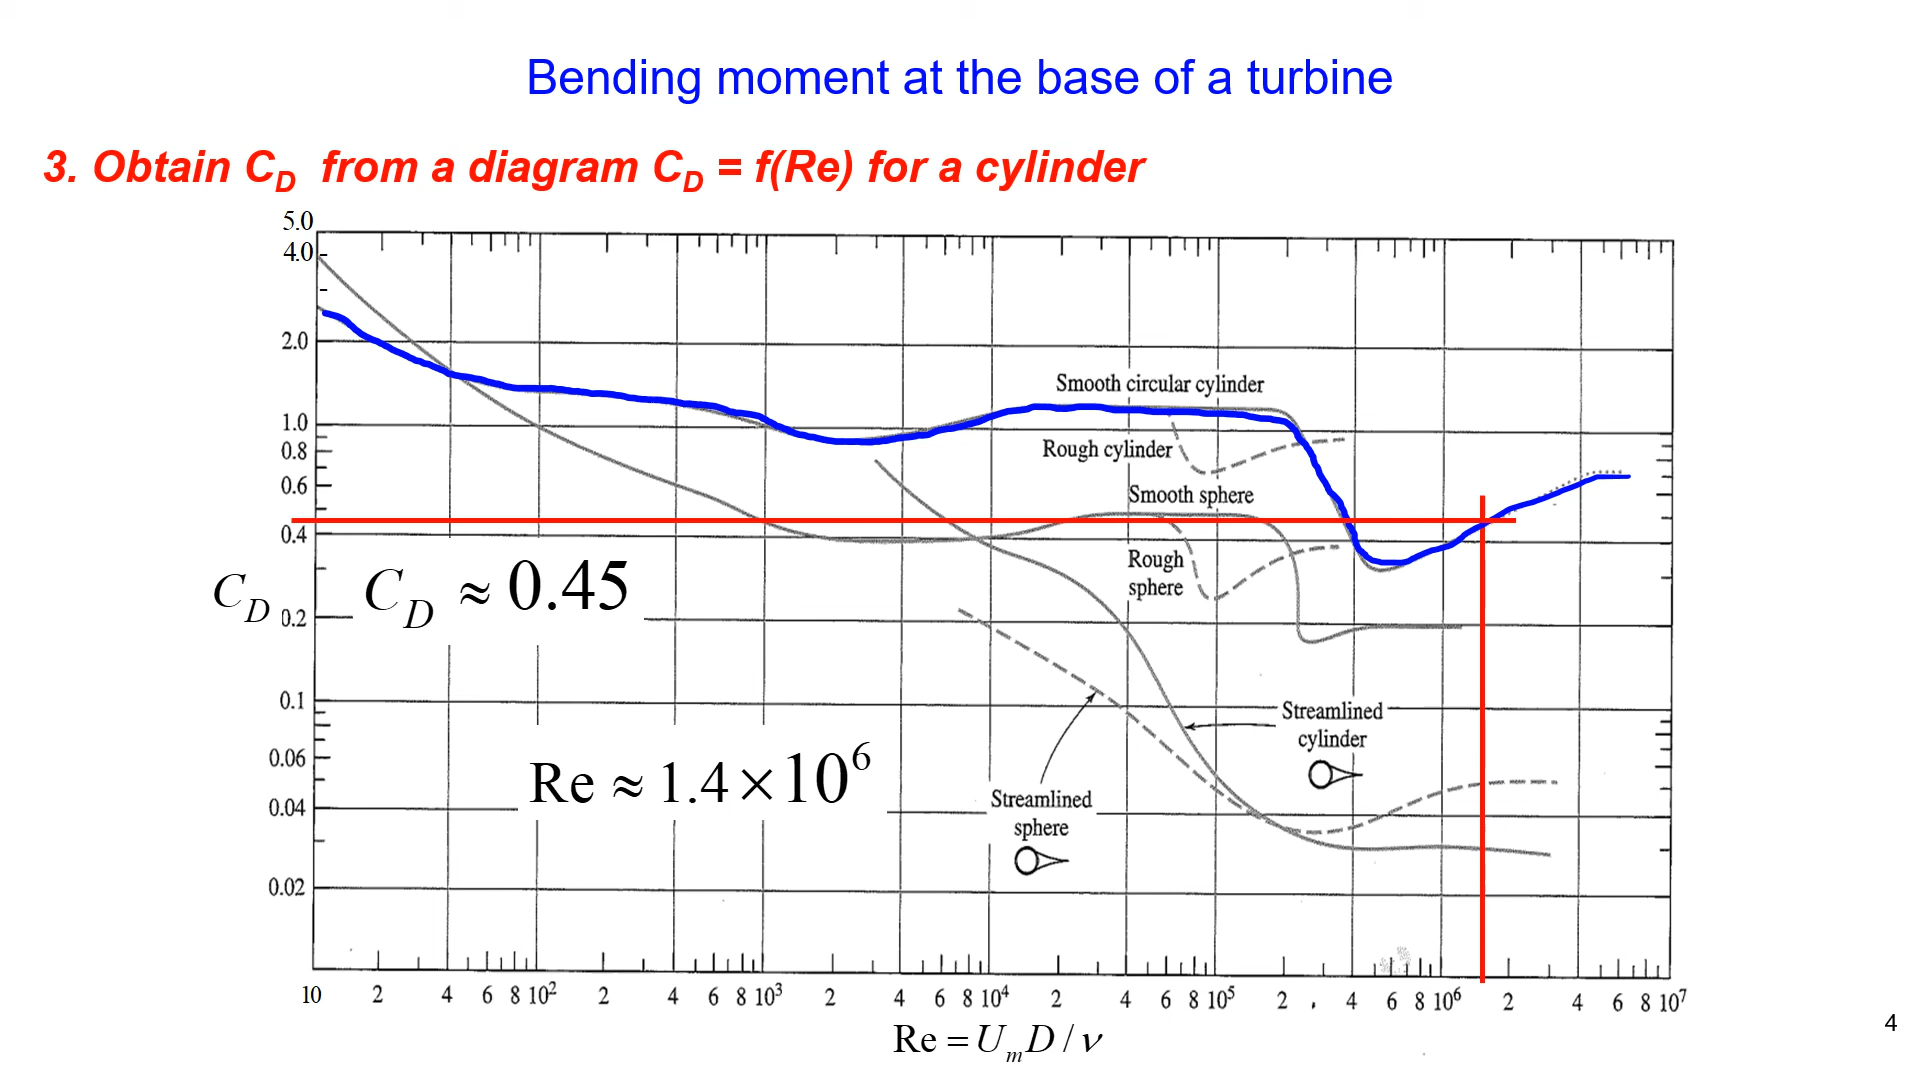 Bending moment at the base of a turbine
3. Obtain C_D from a diagram C_D = f(Re) for a cylinder
5.0
4.0
2.0
1.0
0.8
0.6
0.4
0.2
0.1
0.06
0.04
0.02
C_D
C_D ≈ 0.45
Re ≈ 1.4×10^6
Smooth circular cylinder
Rough cylinder
Smooth sphere
Rough
sphere
Streamlined
cylinder
Streamlined
sphere
10 2 4 6 8 10^2 2 4 6 8 10^3 2 4 6 8 10^4 2 4 6 8 10^5 2 4 6 8 10^6 2 4 6 8 10^7
Re = U_m D / ν
4